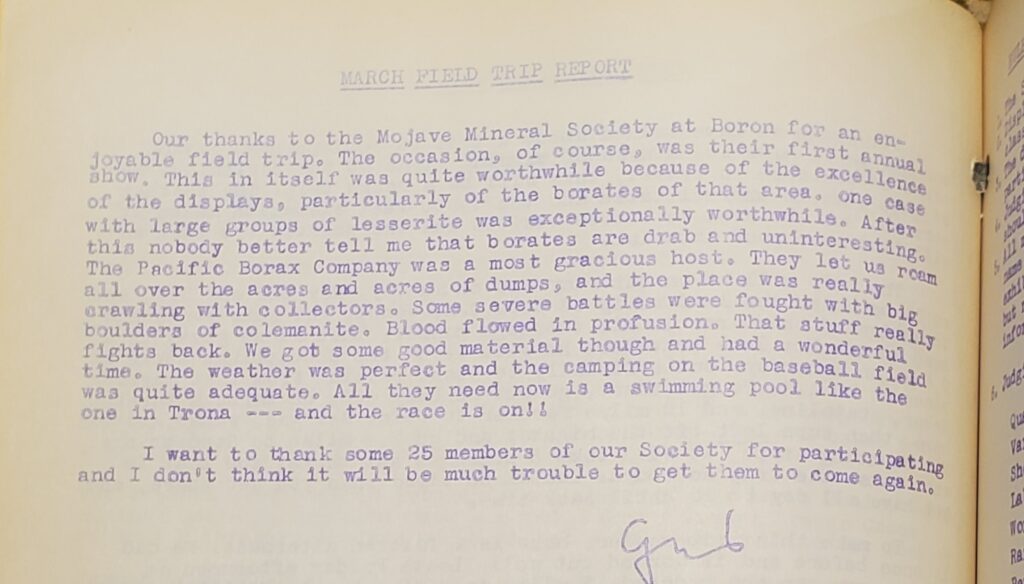 MARCH FIELD TRIP REPORT
Our thanks to the Mojave Mineral Society at Boron for an en-
joyable field trip. The occasion, of course, was their first annual
show. This in itself was quite worthwhile because of the excellence
of the displays, particularly of the borates of that area. one case
with large groups of lesserite was exceptionally worthwhile. After
this nobody better tell me that borates are drab and uninteresting.
The Pacific Borax Company was a most gracious host. They let us roam
all over the acres and acres of dumps, and the place was really
crawling with collectors. Some severe battles were fought with big
boulders of colemanite. Blood flowed in profusion. That stuff really
fights back. We got some good material though and had a wonderful
time. The weather was perfect and the camping on the baseball field
was quite adequate. All they need now is a swimming pool like the
one in Trona --- and the race is on!!
I want to thank some 25 members of our Society for participating
and I don't think it will be much trouble to get them to come again.